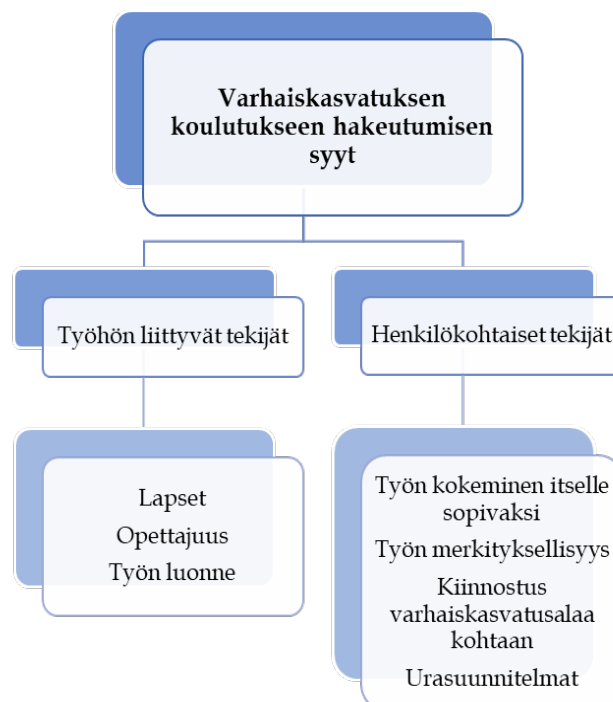 Varhaiskasvatuksen
koulutukseen hakeutumisen
syyt
Työhön liittyvät tekijät
Henkilökohtaiset tekijät
Lapset
Opettajuus
Työn luonne
Työn kokeminen itselle
sopivaksi
Työn merkityksellisyys
Kiinnostus
varhaiskasvatusalaa
kohtaan
Urasuunnitelmat